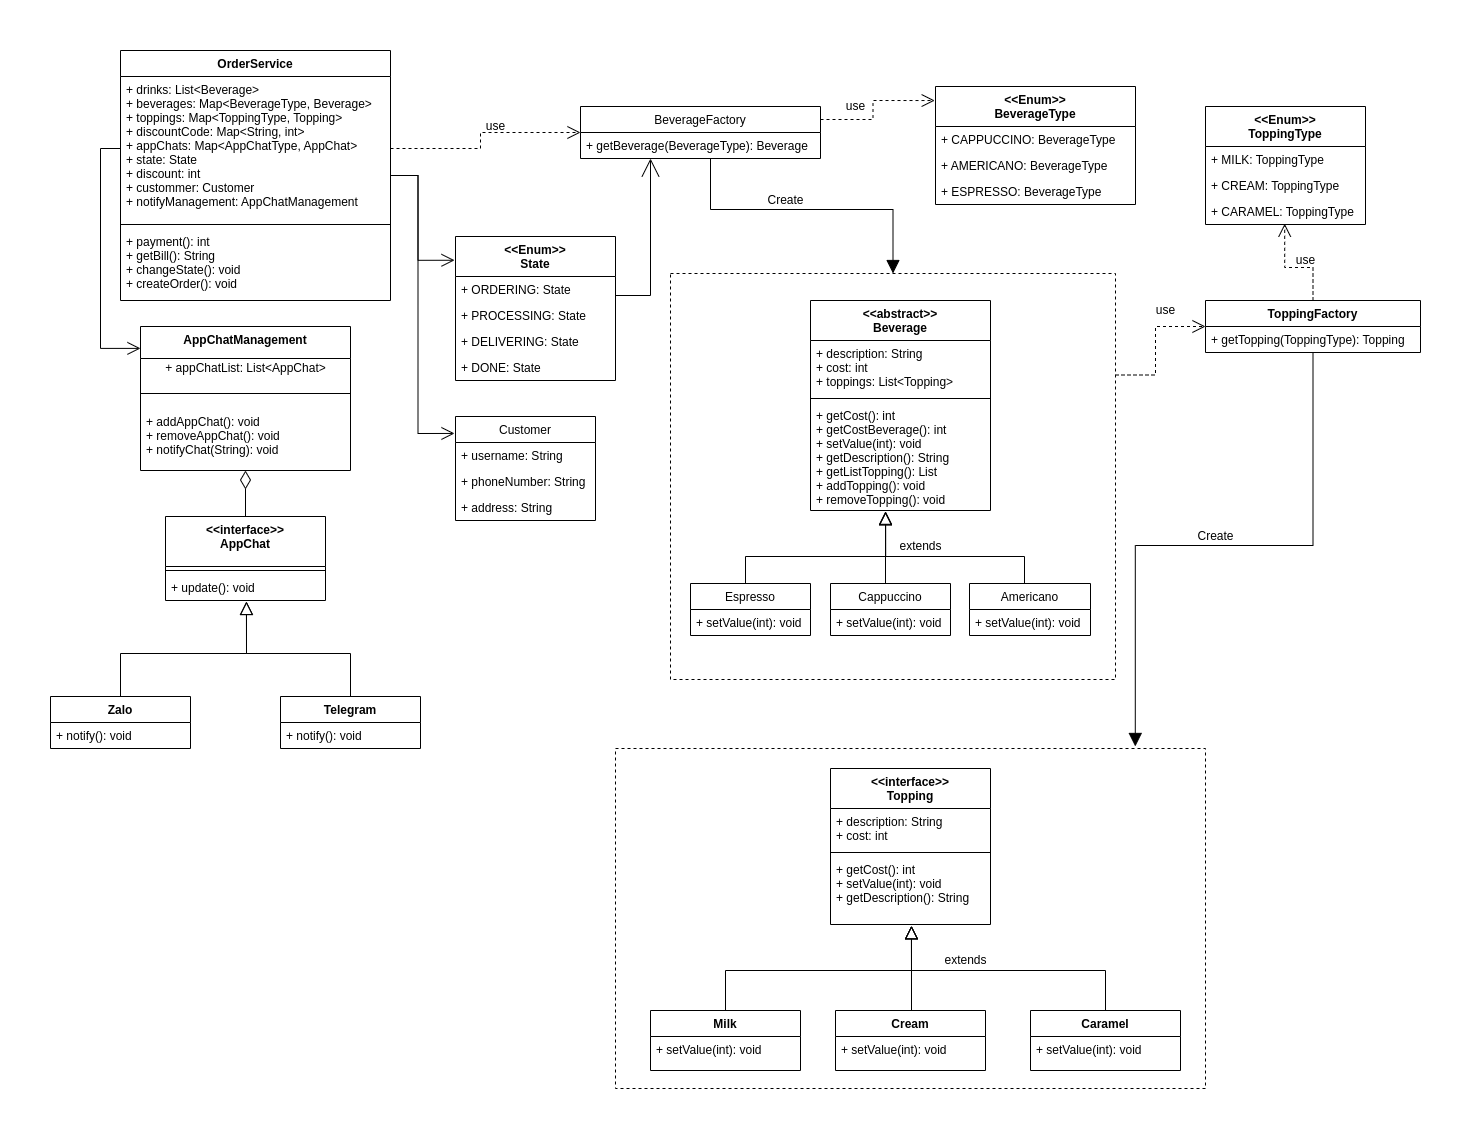 OrderService
+ drinks: List<Beverage>
+ beverages: Map<BeverageType, Beverage>
+ toppings: Map<ToppingType, Topping>
+ discountCode: Map<String, int>
+ appChats: Map<AppChatType, AppChat>
+ state: State
+ discount: int
+ custommer: Customer
+ notifyManagement: AppChatManagement
+ payment(): int
+ getBill(): String
+ changeState(): void
+ createOrder(): void
use
BeverageFactory
+ getBeverage(BeverageType): Beverage
use
<<Enum>>
BeverageType
+ CAPPUCCINO: BeverageType
+ AMERICANO: BeverageType
+ ESPRESSO: BeverageType
<<Enum>>
ToppingType
+ MILK: ToppingType
+ CREAM: ToppingType
+ CARAMEL: ToppingType
Create
<<Enum>>
State
+ ORDERING: State
+ PROCESSING: State
+ DELIVERING: State
+ DONE: State
use
use
ToppingFactory
+ getTopping(ToppingType): Topping
AppChatManagement
+ appChatList: List<AppChat>
+ addAppChat(): void
+ removeAppChat(): void
+ notifyChat(String): void
Customer
+ username: String
+ phoneNumber: String
+ address: String
<<abstract>>
Beverage
+ description: String
+ cost: int
+ toppings: List<Topping>
+ getCost(): int
+ getCostBeverage(): int
+ setValue(int): void
+ getDescription(): String
+ getListTopping(): List
+ addTopping(): void
+ removeTopping(): void
extends
Create
Espresso
+ setValue(int): void
Cappuccino
+ setValue(int): void
Americano
+ setValue(int): void
<<interface>>
AppChat
+ update(): void
Zalo
+ notify(): void
Telegram
+ notify(): void
<<interface>>
Topping
+ description: String
+ cost: int
+ getCost(): int
+ setValue(int): void
+ getDescription(): String
extends
Milk
+ setValue(int): void
Cream
+ setValue(int): void
Caramel
+ setValue(int): void